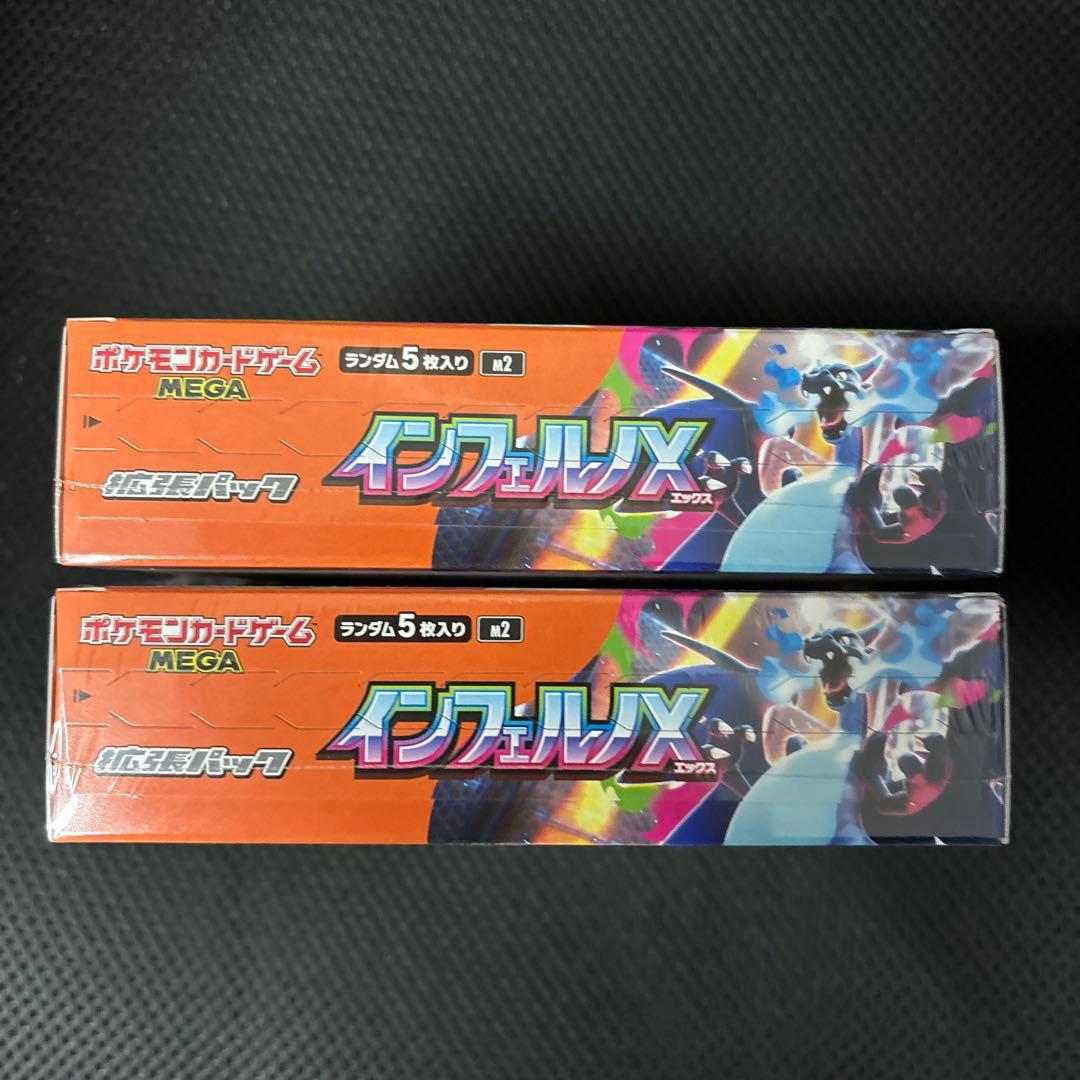 ポケモンカードゲーム
MEGA
ランダム5枚入り
M2
拡張パック
インフェルノX
エックス
ポケモンカードゲーム
MEGA
ランダム5枚入り
M2
拡張パック
インフェルノX
エックス